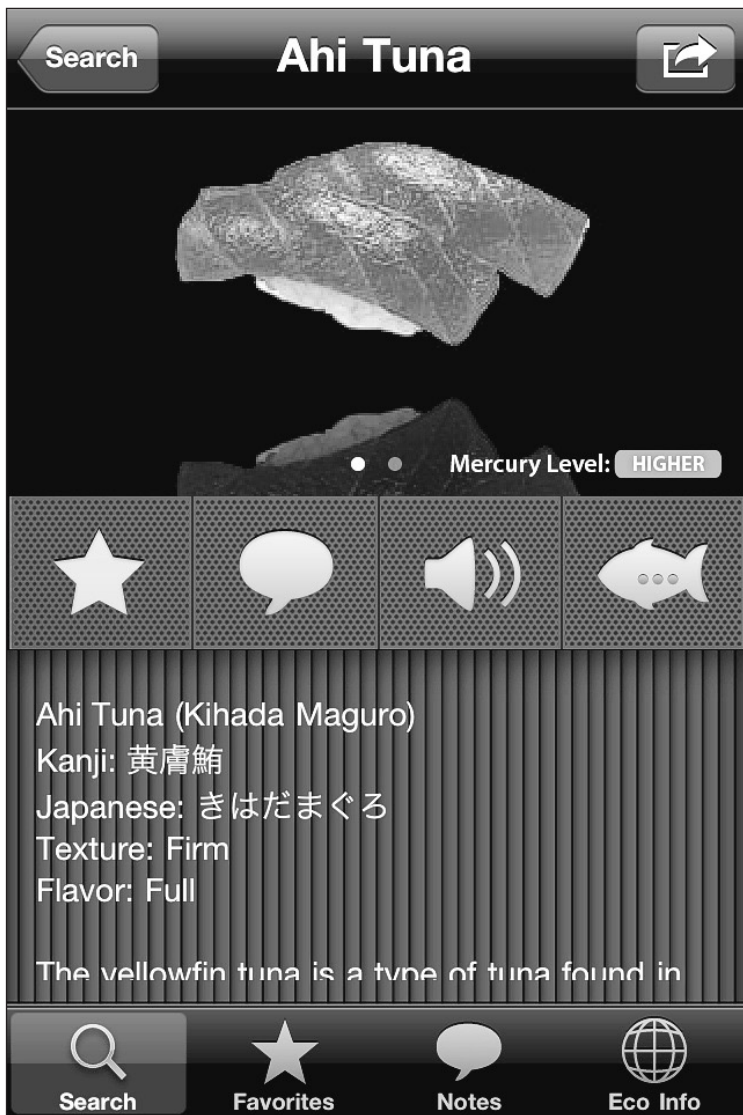 Search
Ahi Tuna
Mercury Level: HIGHER
Ahi Tuna (Kihada Maguro)
Kanji: 黄膚鮪
Japanese: きはだまぐろ
Texture: Firm
Flavor: Full
The yellowfin tuna is a type of tuna found in
Search
Favorites
Notes
Eco Info